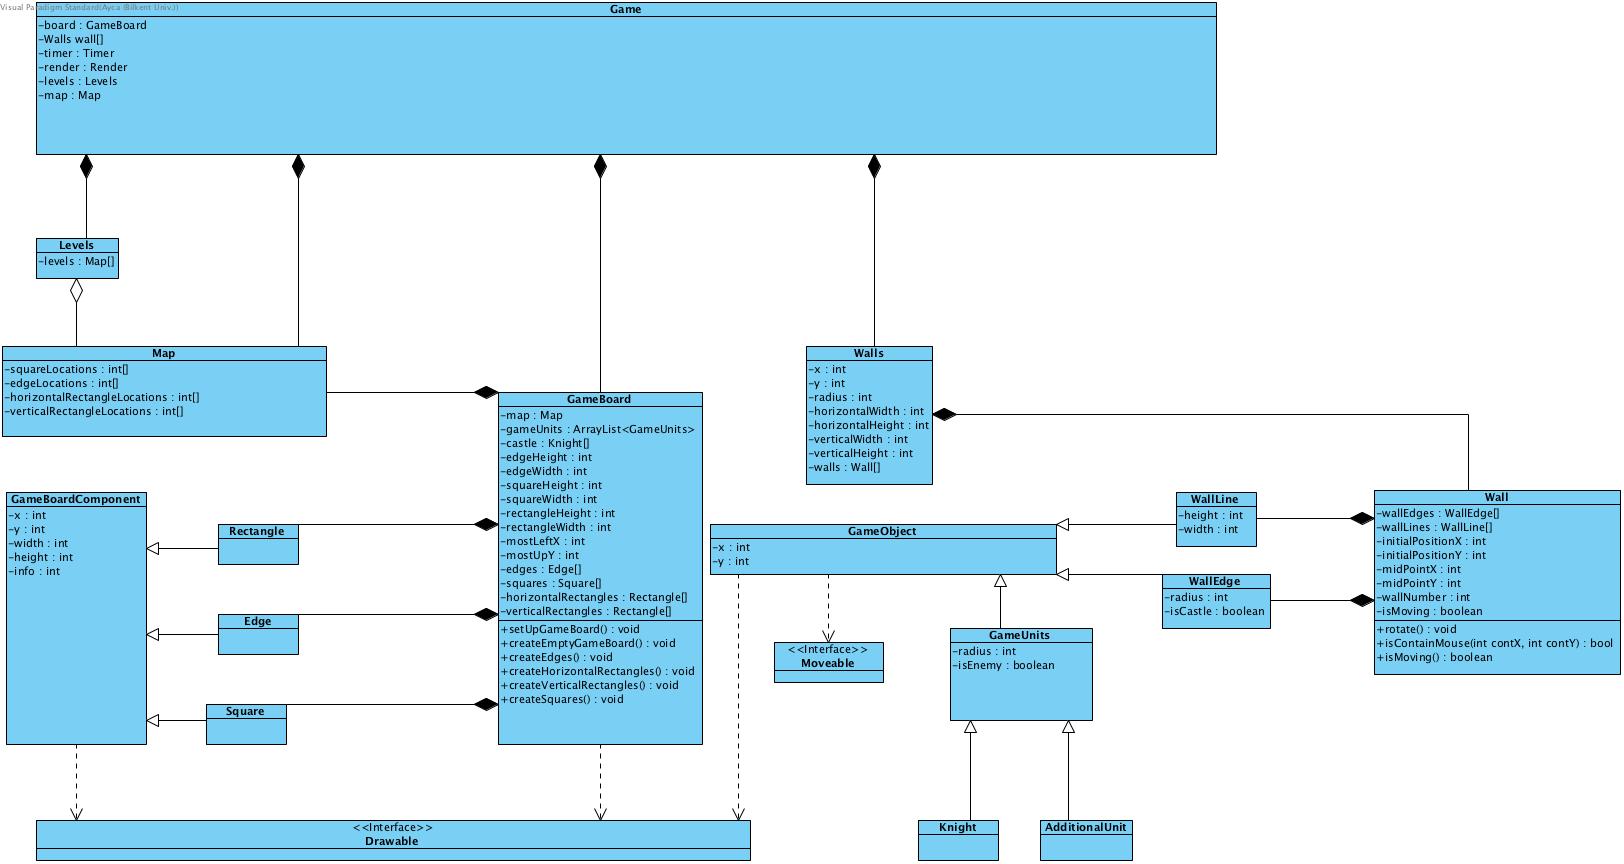 Visual Paradigm Standard(Ayca (Bilkent Univ.))
Game
-board : GameBoard
-Walls wall[]
-timer : Timer
-render : Render
-levels : Levels
-map : Map
Levels
-levels : Map[]
Map
-squareLocations : int[]
-edgeLocations : int[]
-horizontalRectangleLocations : int[]
-verticalRectangleLocations : int[]
Walls
-x : int
-y : int
-radius : int
-horizontalWidth : int
-horizontalHeight : int
-verticalWidth : int
-verticalHeight : int
-walls : Wall[]
GameBoard
-map : Map
-gameUnits : ArrayList<GameUnits>
-castle : Knight[]
-edgeHeight : int
-edgeWidth : int
-squareHeight : int
-squareWidth : int
-rectangleHeight : int
-rectangleWidth : int
-mostLeftX : int
-mostUpY : int
-edges : Edge[]
-squares : Square[]
-horizontalRectangles : Rectangle[]
-verticalRectangles : Rectangle[]
+setUpGameBoard() : void
+createEmptyGameBoard() : void
+createEdges() : void
+createHorizontalRectangles() : void
+createVerticalRectangles() : void
+createSquares() : void
GameBoardComponent
-x : int
-y : int
-width : int
-height : int
-info : int
Rectangle
Edge
Square
GameObject
-x : int
-y : int
WallLine
-height : int
-width : int
WallEdge
-radius : int
-isCastle : boolean
Wall
-wallEdges : WallEdge[]
-wallLines : WallLine[]
-initialPositionX : int
-initialPositionY : int
-midPointX : int
-midPointY : int
-wallNumber : int
-isMoving : boolean
+rotate() : void
+isContainMouse(int contX, int contY) : bool
+isMoving() : boolean
<<Interface>>
Moveable
GameUnits
-radius : int
-isEnemy : boolean
<<Interface>>
Drawable
Knight
AdditionalUnit